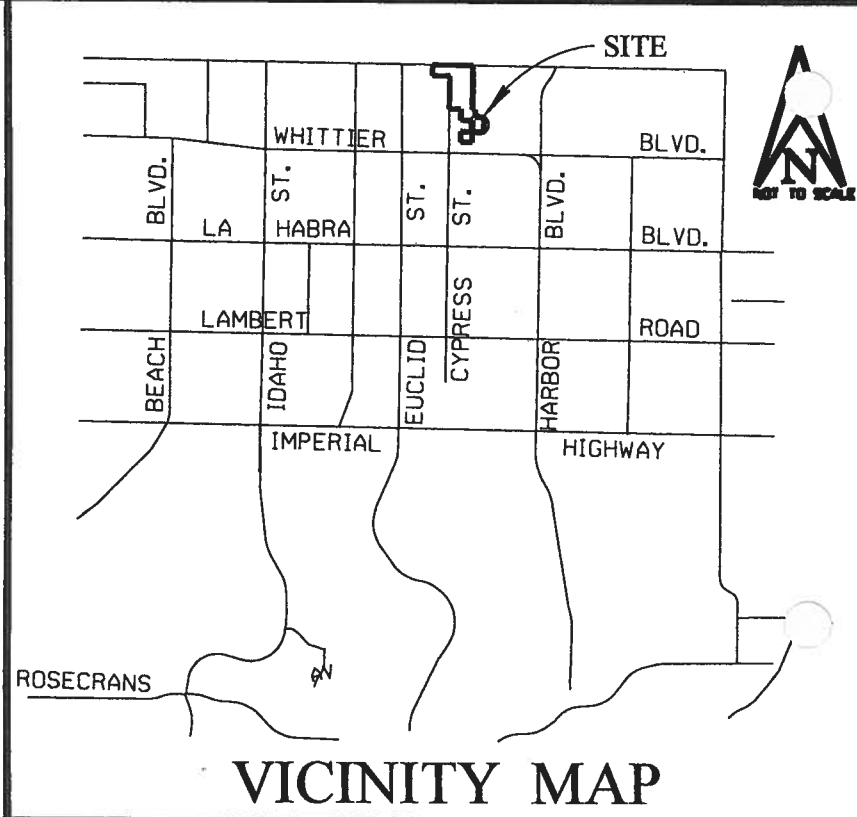 SITE
N
NOT TO SCALE
WHITTIER BLVD.
BLVD.
ST.
ST.
ST.
BLVD.
LA HABRA BLVD.
LAMBERT ROAD
CYPRESS
BEACH
IDAHO
EUCLID
HARBOR
IMPERIAL HIGHWAY
ROSECRANS
AV
VICINITY MAP